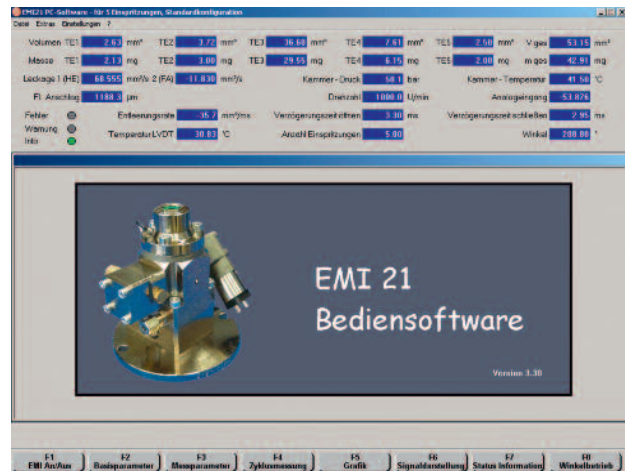 EMI21 PC-Software - für 5 Einspritzungen, Standardkonfiguration
Datei Extras Einstellungen ?
Volumen TE1 2.63 mm³ TE2 3.72 mm³ TE3 36.60 mm³ TE4 7.61 mm³ TE5 2.58 mm³ V ges 53.15 mm³
Masse TE1 2.13 mg TE2 3.00 mg TE3 29.55 mg TE4 6.15 mg TE5 2.08 mg m ges 42.91 mg
Leckage 1 (HE) 68.555 mm³/s 2 (FA) -11.830 mm³/s Kammer-Druck 50.1 bar Kammer-Temperatur 41.50 °C
Fl. Anschlag 1188.3 µm Drehzahl 1000.0 U/min Analogeingang 53.876
Fehler Entleerungsrate -35.7 mm³/ms Verzögerungszeit öffnen 3.30 ms Verzögerungszeit schließen 2.95 ms
Warnung
Info Temperatur LVDT 38.83 °C Anzahl Einspritzungen 5.00 Winkel 200.00 °
EMI 21
Bediensoftware
Version 3.30
F1 F2 F3 F4 F5 F6 F7 F8
EMI An/Aus Basisparameter Messparameter Zyklusmessung Grafik Signaldarstellung Status Information Winkelbetrieb